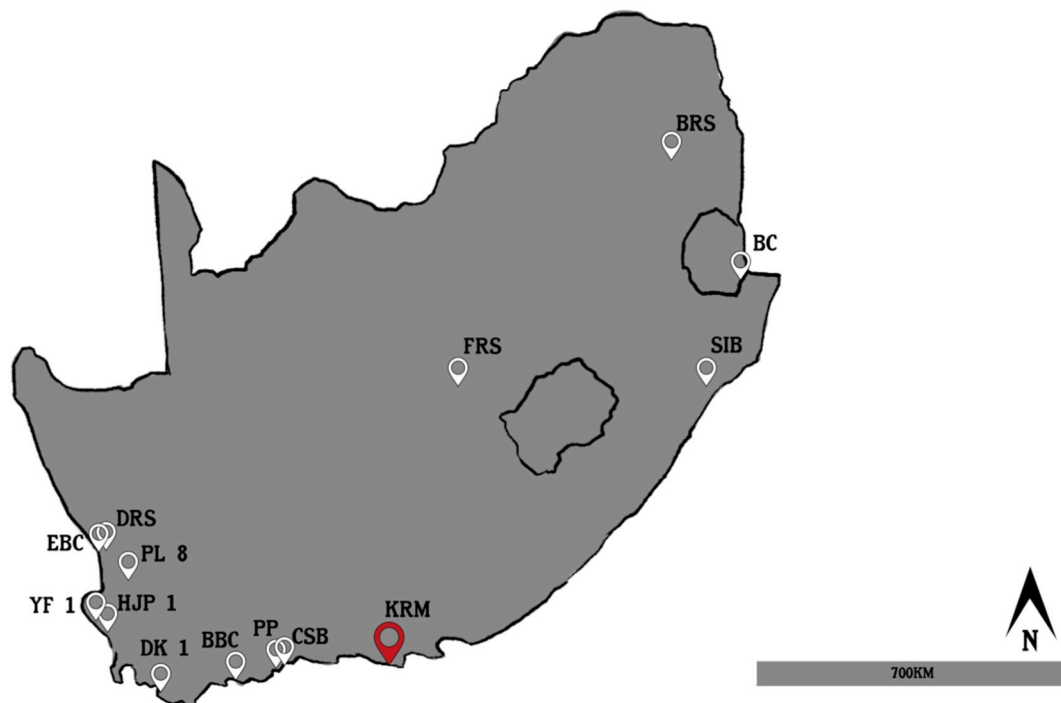 BRS
BC
FRS
SIB
DRS
EBC
PL 8
YF 1
HJP 1
KRM
DK 1
BBC
PP
CSB
N
700KM